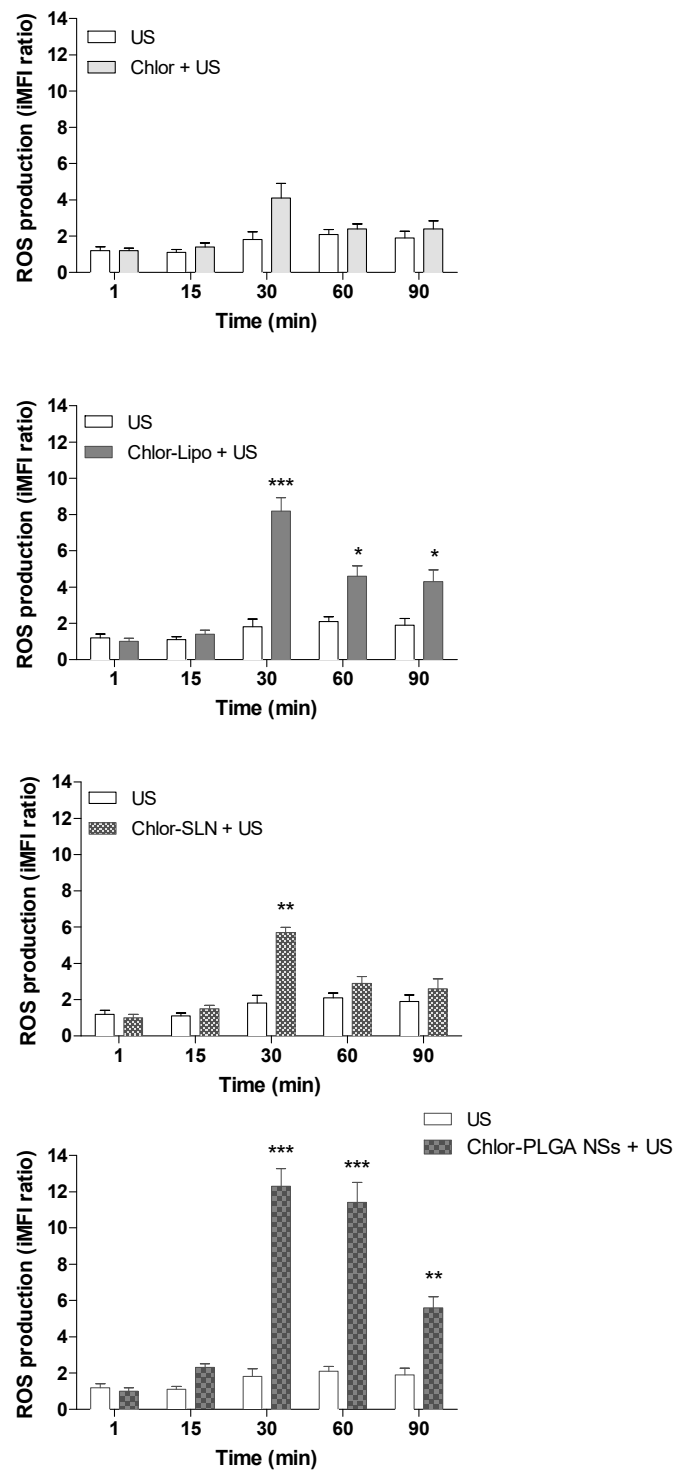 14
12
10
8
6
4
2
0
ROS production (iMFI ratio)
US
Chlor + US
1 15 30 60 90
Time (min)
14
12
10
8
6
4
2
0
ROS production (iMFI ratio)
US
Chlor-Lipo + US
***
*
*
1 15 30 60 90
Time (min)
14
12
10
8
6
4
2
0
ROS production (iMFI ratio)
US
Chlor-SLN + US
**
1 15 30 60 90
Time (min)
US
Chlor-PLGA NSs + US
14
12
10
8
6
4
2
0
ROS production (iMFI ratio)
***
***
**
1 15 30 60 90
Time (min)